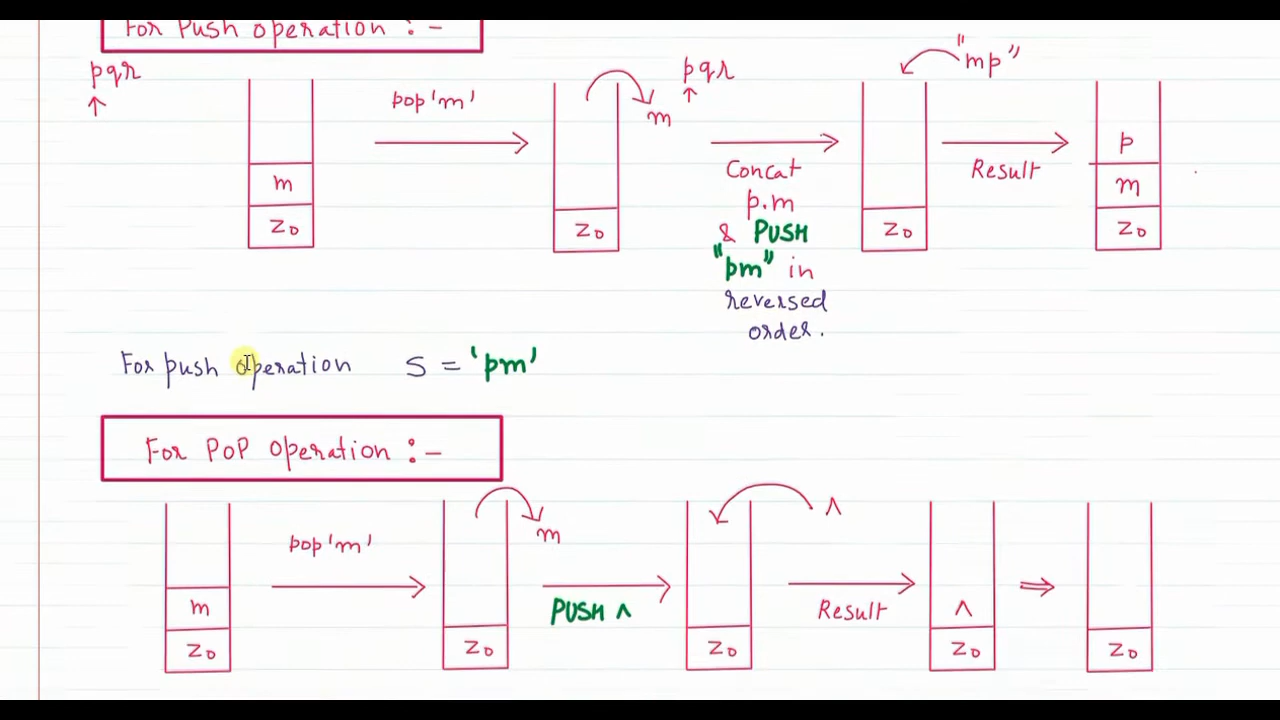 For Push operation :-
pqr
pop 'm'
m
pqr
"mp"
m
Z0
Z0
Concat
p.m
& PUSH
"pm" in
reversed
order.
Z0
Result
p
m
Z0
For push operation S = 'pm'
For POP Operation :-
m
Z0
pop 'm'
m
Z0
PUSH ∧
∧
Z0
Result
∧
Z0
⇒
Z0